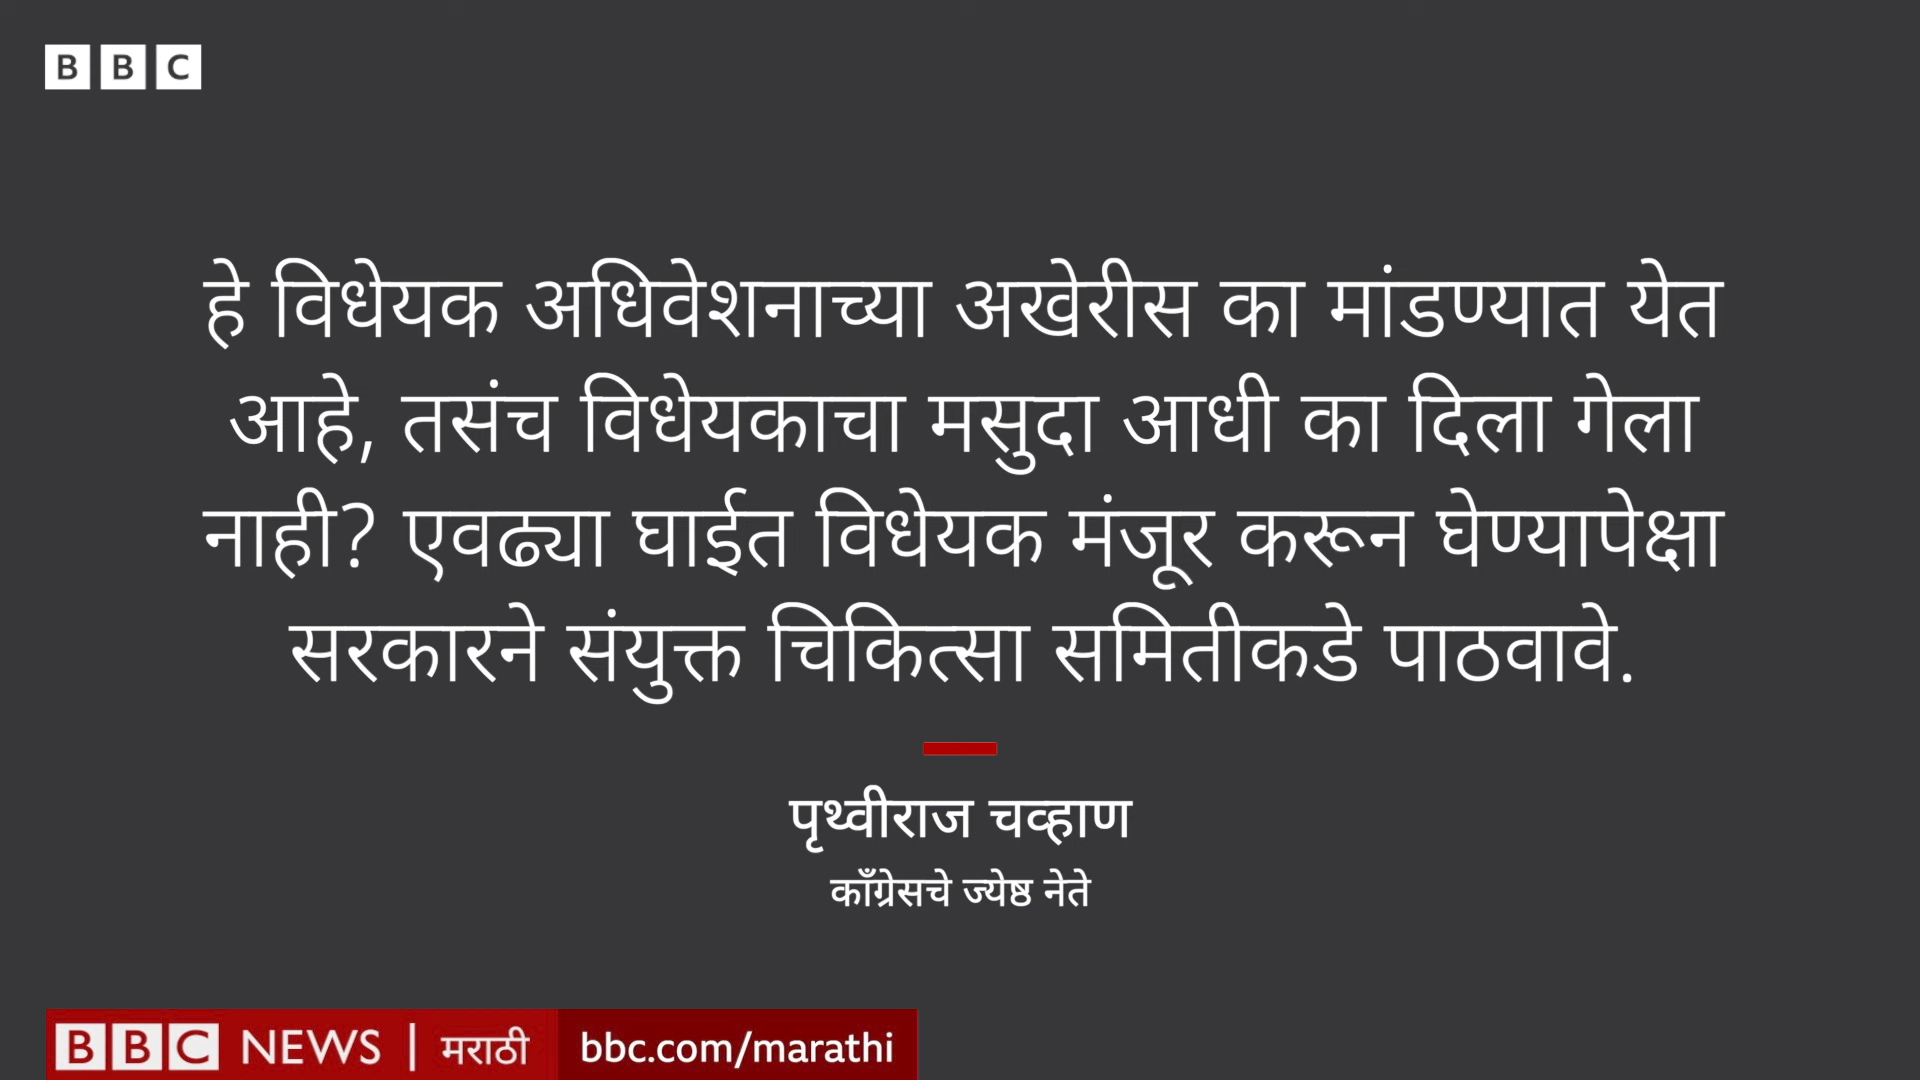 BBC
हे विधेयक अधिवेशनाच्या अखेरीस का मांडण्यात येत
आहे, तसंच विधेयकाचा मसुदा आधी का दिला गेला
नाही? एवढ्या घाईत विधेयक मंजूर करून घेण्यापेक्षा
सरकारने संयुक्त चिकित्सा समितीकडे पाठवावे.
पृथ्वीराज चव्हाण
काँग्रेसचे ज्येष्ठ नेते
BBC NEWS | मराठी bbc.com/marathi